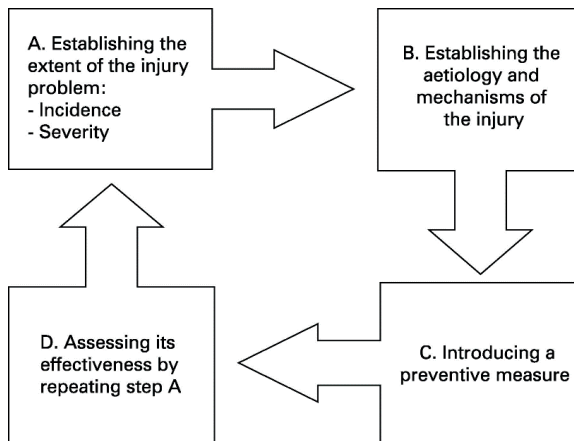 A. Establishing the
extent of the injury
problem:
- Incidence
- Severity
B. Establishing the
aetiology and
mechanisms of
the injury
C. Introducing a
preventive measure
D. Assessing its
effectiveness by
repeating step A